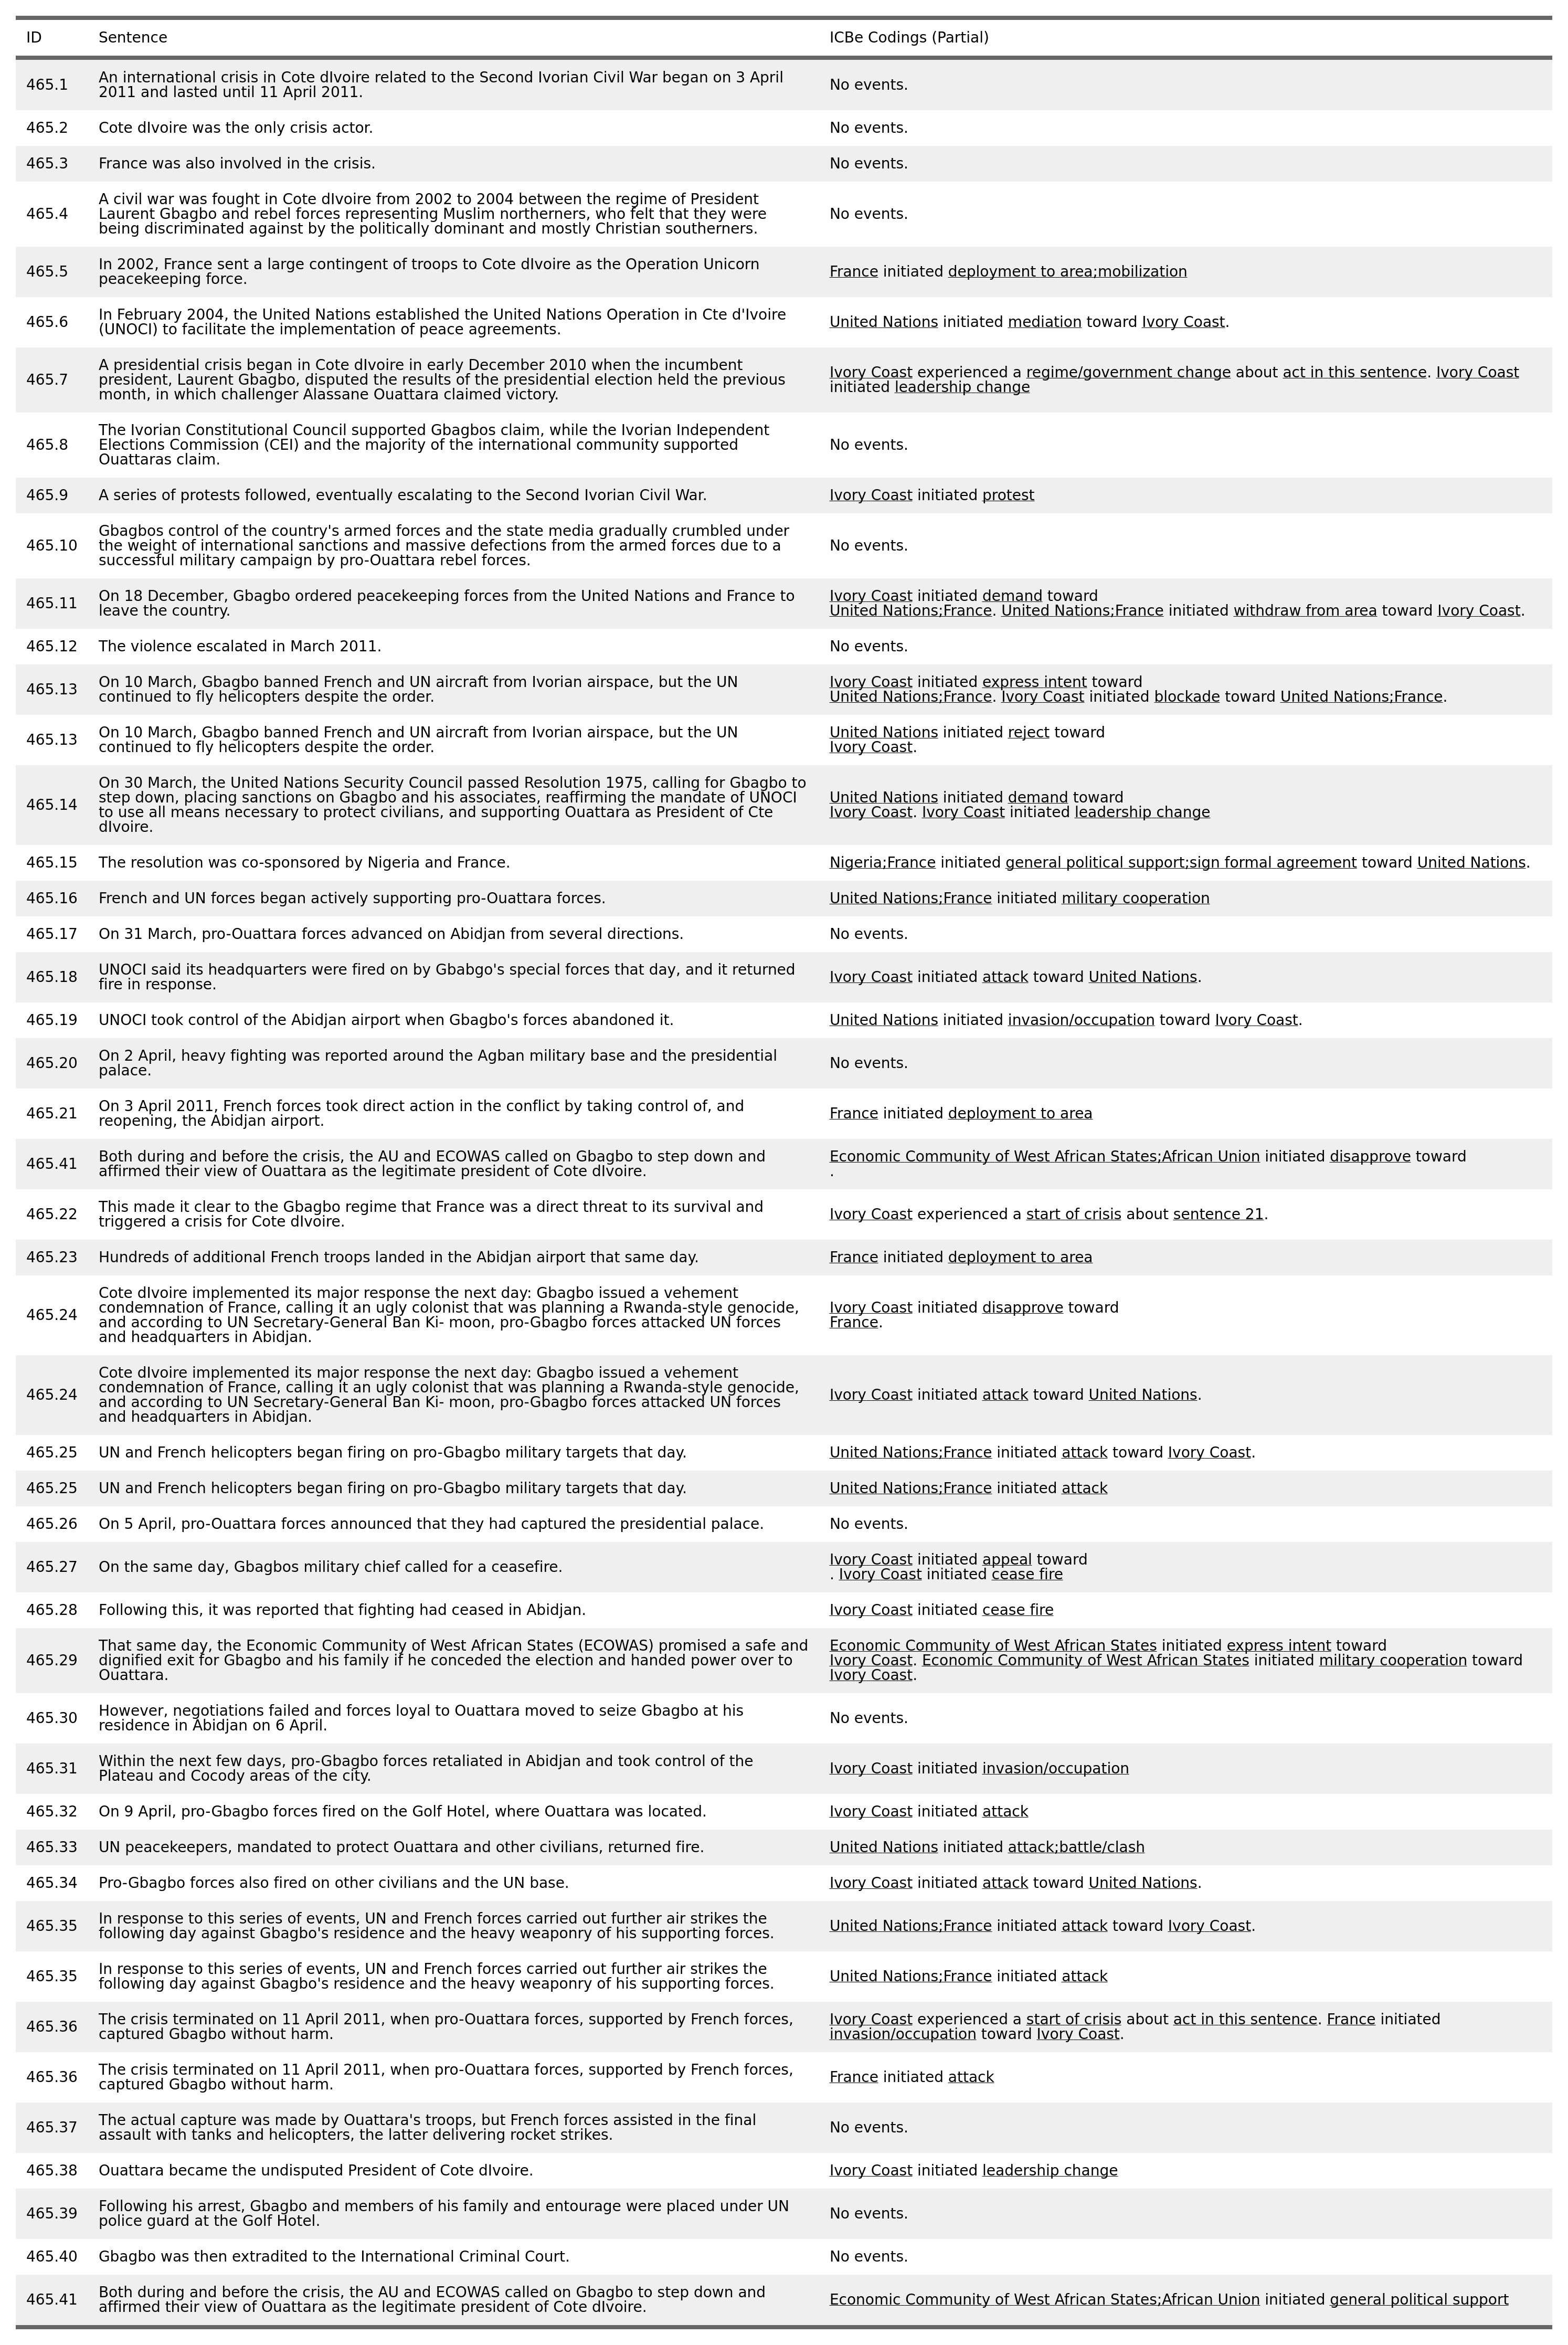 ID Sentence ICBe Codings (Partial)
465.1 An international crisis in Cote dIvoire related to the Second Ivorian Civil War began on 3 April
2011 and lasted until 11 April 2011.
No events.
465.2 Cote dIvoire was the only crisis actor. No events.
465.3 France was also involved in the crisis. No events.
465.4 A civil war was fought in Cote dIvoire from 2002 to 2004 between the regime of President
Laurent Gbagbo and rebel forces representing Muslim northerners, who felt that they were
being discriminated against by the politically dominant and mostly Christian southerners.
No events.
465.5 In 2002, France sent a large contingent of troops to Cote dIvoire as the Operation Unicorn
peacekeeping force.
France initiated deployment to area;mobilization
465.6 In February 2004, the United Nations established the United Nations Operation in Cte d'Ivoire
(UNOCI) to facilitate the implementation of peace agreements.
United Nations initiated mediation toward Ivory Coast.
465.7 A presidential crisis began in Cote dIvoire in early December 2010 when the incumbent
president, Laurent Gbagbo, disputed the results of the presidential election held the previous
month, in which challenger Alassane Ouattara claimed victory.
Ivory Coast experienced a regime/government change about act in this sentence. Ivory Coast
initiated leadership change
465.8 The Ivorian Constitutional Council supported Gbagbos claim, while the Ivorian Independent
Elections Commission (CEI) and the majority of the international community supported
Ouattaras claim.
No events.
465.9 A series of protests followed, eventually escalating to the Second Ivorian Civil War. Ivory Coast initiated protest
465.10 Gbagbos control of the country's armed forces and the state media gradually crumbled under
the weight of international sanctions and massive defections from the armed forces due to a
successful military campaign by pro-Ouattara rebel forces.
No events.
465.11 On 18 December, Gbagbo ordered peacekeeping forces from the United Nations and France to
leave the country.
Ivory Coast initiated demand toward
United Nations;France. United Nations;France initiated withdraw from area toward Ivory Coast.
465.12 The violence escalated in March 2011. No events.
465.13 On 10 March, Gbagbo banned French and UN aircraft from Ivorian airspace, but the UN
continued to fly helicopters despite the order.
Ivory Coast initiated express intent toward
United Nations;France. Ivory Coast initiated blockade toward United Nations;France.
465.13 On 10 March, Gbagbo banned French and UN aircraft from Ivorian airspace, but the UN
continued to fly helicopters despite the order.
United Nations initiated reject toward
Ivory Coast.
465.14 On 30 March, the United Nations Security Council passed Resolution 1975, calling for Gbagbo to
step down, placing sanctions on Gbagbo and his associates, reaffirming the mandate of UNOCI
to use all means necessary to protect civilians, and supporting Ouattara as President of Cte
dIvoire.
United Nations initiated demand toward
Ivory Coast. Ivory Coast initiated leadership change
465.15 The resolution was co-sponsored by Nigeria and France. Nigeria;France initiated general political support;sign formal agreement toward United Nations.
465.16 French and UN forces began actively supporting pro-Ouattara forces. United Nations;France initiated military cooperation
465.17 On 31 March, pro-Ouattara forces advanced on Abidjan from several directions. No events.
465.18 UNOCI said its headquarters were fired on by Gbabgo's special forces that day, and it returned
fire in response.
Ivory Coast initiated attack toward United Nations.
465.19 UNOCI took control of the Abidjan airport when Gbagbo's forces abandoned it. United Nations initiated invasion/occupation toward Ivory Coast.
465.20 On 2 April, heavy fighting was reported around the Agban military base and the presidential
palace.
No events.
465.21 On 3 April 2011, French forces took direct action in the conflict by taking control of, and
reopening, the Abidjan airport.
France initiated deployment to area
465.41 Both during and before the crisis, the AU and ECOWAS called on Gbagbo to step down and
affirmed their view of Ouattara as the legitimate president of Cote dIvoire.
Economic Community of West African States;African Union initiated disapprove toward
.
465.22 This made it clear to the Gbagbo regime that France was a direct threat to its survival and
triggered a crisis for Cote dIvoire.
Ivory Coast experienced a start of crisis about sentence 21.
465.23 Hundreds of additional French troops landed in the Abidjan airport that same day. France initiated deployment to area
465.24 Cote dIvoire implemented its major response the next day: Gbagbo issued a vehement
condemnation of France, calling it an ugly colonist that was planning a Rwanda-style genocide,
and according to UN Secretary-General Ban Ki- moon, pro-Gbagbo forces attacked UN forces
and headquarters in Abidjan.
Ivory Coast initiated disapprove toward
France.
465.24 Cote dIvoire implemented its major response the next day: Gbagbo issued a vehement
condemnation of France, calling it an ugly colonist that was planning a Rwanda-style genocide,
and according to UN Secretary-General Ban Ki- moon, pro-Gbagbo forces attacked UN forces
and headquarters in Abidjan.
Ivory Coast initiated attack toward United Nations.
465.25 UN and French helicopters began firing on pro-Gbagbo military targets that day. United Nations;France initiated attack toward Ivory Coast.
465.25 UN and French helicopters began firing on pro-Gbagbo military targets that day. United Nations;France initiated attack
465.26 On 5 April, pro-Ouattara forces announced that they had captured the presidential palace. No events.
465.27 On the same day, Gbagbos military chief called for a ceasefire.
Ivory Coast initiated appeal toward
. Ivory Coast initiated cease fire
465.28 Following this, it was reported that fighting had ceased in Abidjan. Ivory Coast initiated cease fire
465.29 That same day, the Economic Community of West African States (ECOWAS) promised a safe and
dignified exit for Gbagbo and his family if he conceded the election and handed power over to
Ouattara.
Economic Community of West African States initiated express intent toward
Ivory Coast. Economic Community of West African States initiated military cooperation toward
Ivory Coast.
465.30 However, negotiations failed and forces loyal to Ouattara moved to seize Gbagbo at his
residence in Abidjan on 6 April.
No events.
465.31 Within the next few days, pro-Gbagbo forces retaliated in Abidjan and took control of the
Plateau and Cocody areas of the city.
Ivory Coast initiated invasion/occupation
465.32 On 9 April, pro-Gbagbo forces fired on the Golf Hotel, where Ouattara was located. Ivory Coast initiated attack
465.33 UN peacekeepers, mandated to protect Ouattara and other civilians, returned fire. United Nations initiated attack;battle/clash
465.34 Pro-Gbagbo forces also fired on other civilians and the UN base. Ivory Coast initiated attack toward United Nations.
465.35 In response to this series of events, UN and French forces carried out further air strikes the
following day against Gbagbo's residence and the heavy weaponry of his supporting forces.
United Nations;France initiated attack toward Ivory Coast.
465.35 In response to this series of events, UN and French forces carried out further air strikes the
following day against Gbagbo's residence and the heavy weaponry of his supporting forces.
United Nations;France initiated attack
465.36 The crisis terminated on 11 April 2011, when pro-Ouattara forces, supported by French forces,
captured Gbagbo without harm.
Ivory Coast experienced a start of crisis about act in this sentence. France initiated
invasion/occupation toward Ivory Coast.
465.36 The crisis terminated on 11 April 2011, when pro-Ouattara forces, supported by French forces,
captured Gbagbo without harm.
France initiated attack
465.37 The actual capture was made by Ouattara's troops, but French forces assisted in the final
assault with tanks and helicopters, the latter delivering rocket strikes.
No events.
465.38 Ouattara became the undisputed President of Cote dIvoire. Ivory Coast initiated leadership change
465.39 Following his arrest, Gbagbo and members of his family and entourage were placed under UN
police guard at the Golf Hotel.
No events.
465.40 Gbagbo was then extradited to the International Criminal Court. No events.
465.41 Both during and before the crisis, the AU and ECOWAS called on Gbagbo to step down and
affirmed their view of Ouattara as the legitimate president of Cote dIvoire.
Economic Community of West African States;African Union initiated general political support